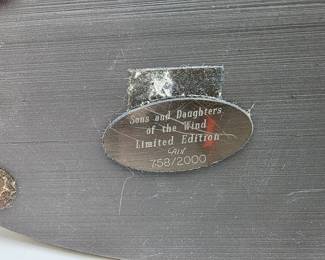 Sons and Daughters
of the Wind
Limited Edition
758/2000